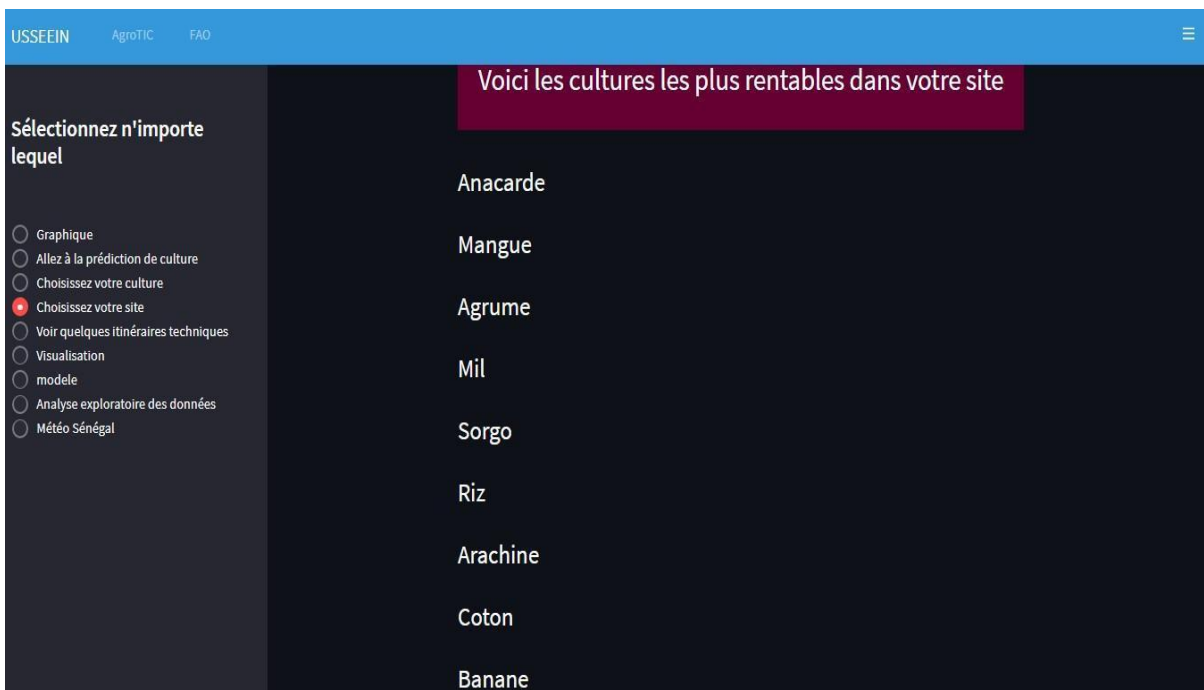 USSEEIN AgroTIC FAO
Sélectionnez n'importe
lequel
Graphique
Allez à la prédiction de culture
Choisissez votre culture
Choisissez votre site
Voir quelques itinéraires techniques
Visualisation
modele
Analyse exploratoire des données
Météo Sénégal
Voici les cultures les plus rentables dans votre site
Anacarde
Mangue
Agrume
Mil
Sorgo
Riz
Arachine
Coton
Banane